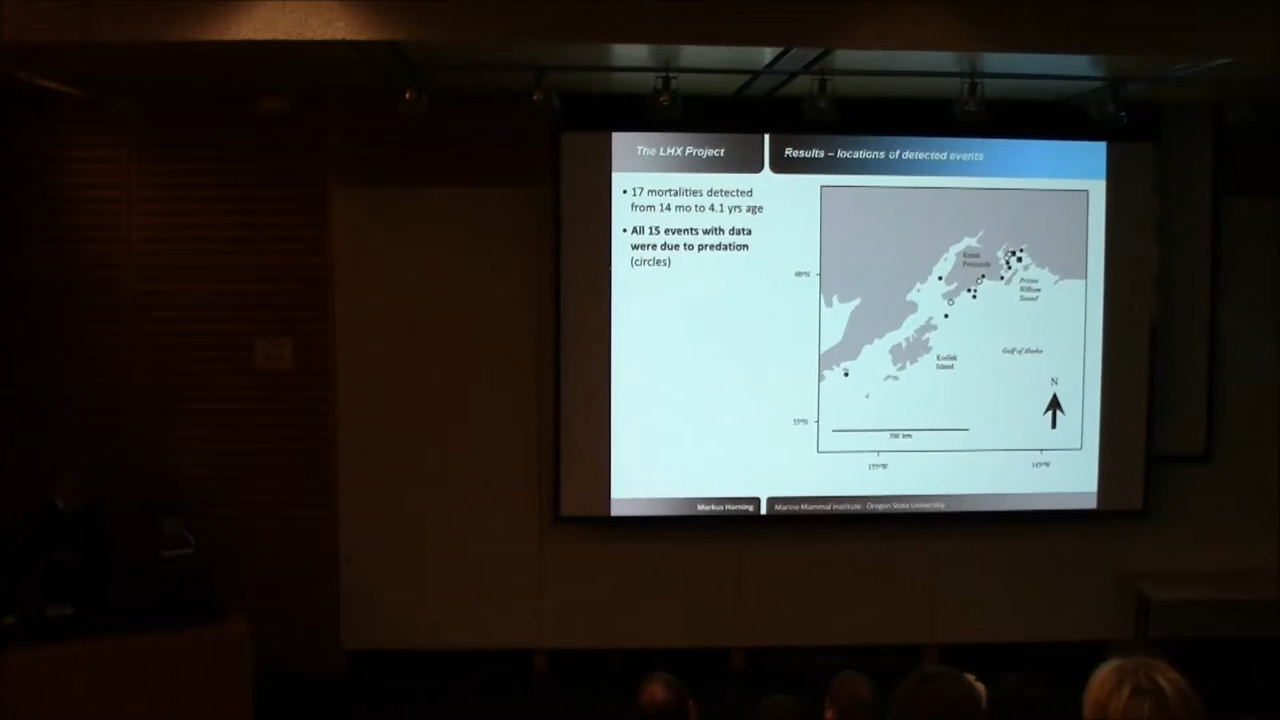 The LHX Project
Results – locations of detected events
• 17 mortalities detected
from 14 mo to 4.1 yrs age
• All 15 events with data
were due to predation
(circles)
Kenai
Peninsula
Prince
William
Sound
Gulf of Alaska
Kodiak
Island
N
60°N
55°N
500 km
155°W
145°W
Markus Horning
Marine Mammal Institute · Oregon State University